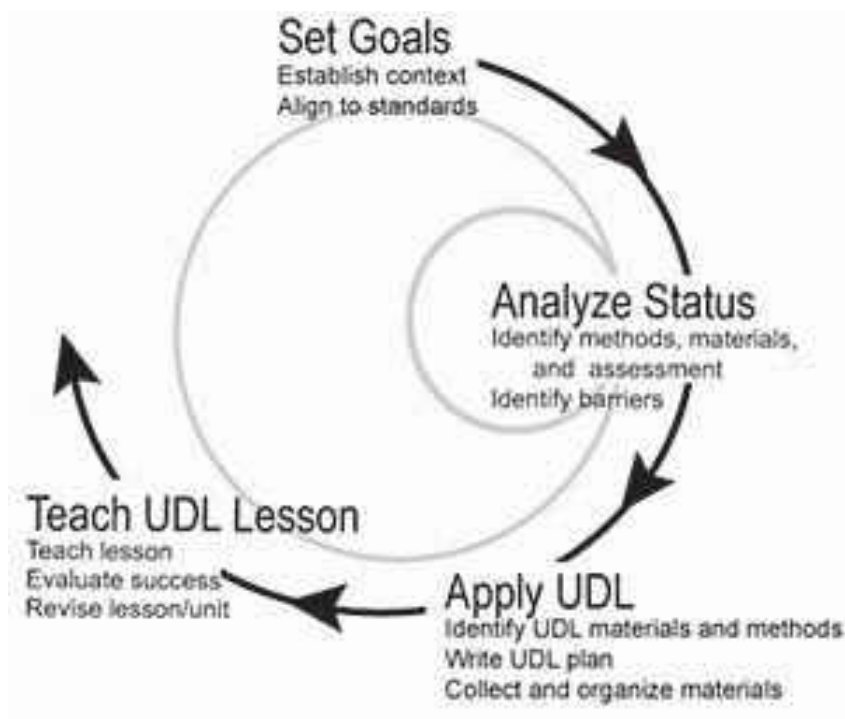 Set Goals
Establish context
Align to standards
Analyze Status
Identify methods, materials,
and assessment
Identify barriers
Apply UDL
Identify UDL materials and methods
Write UDL plan
Collect and organize materials
Teach UDL Lesson
Teach lesson
Evaluate success
Revise lesson/unit